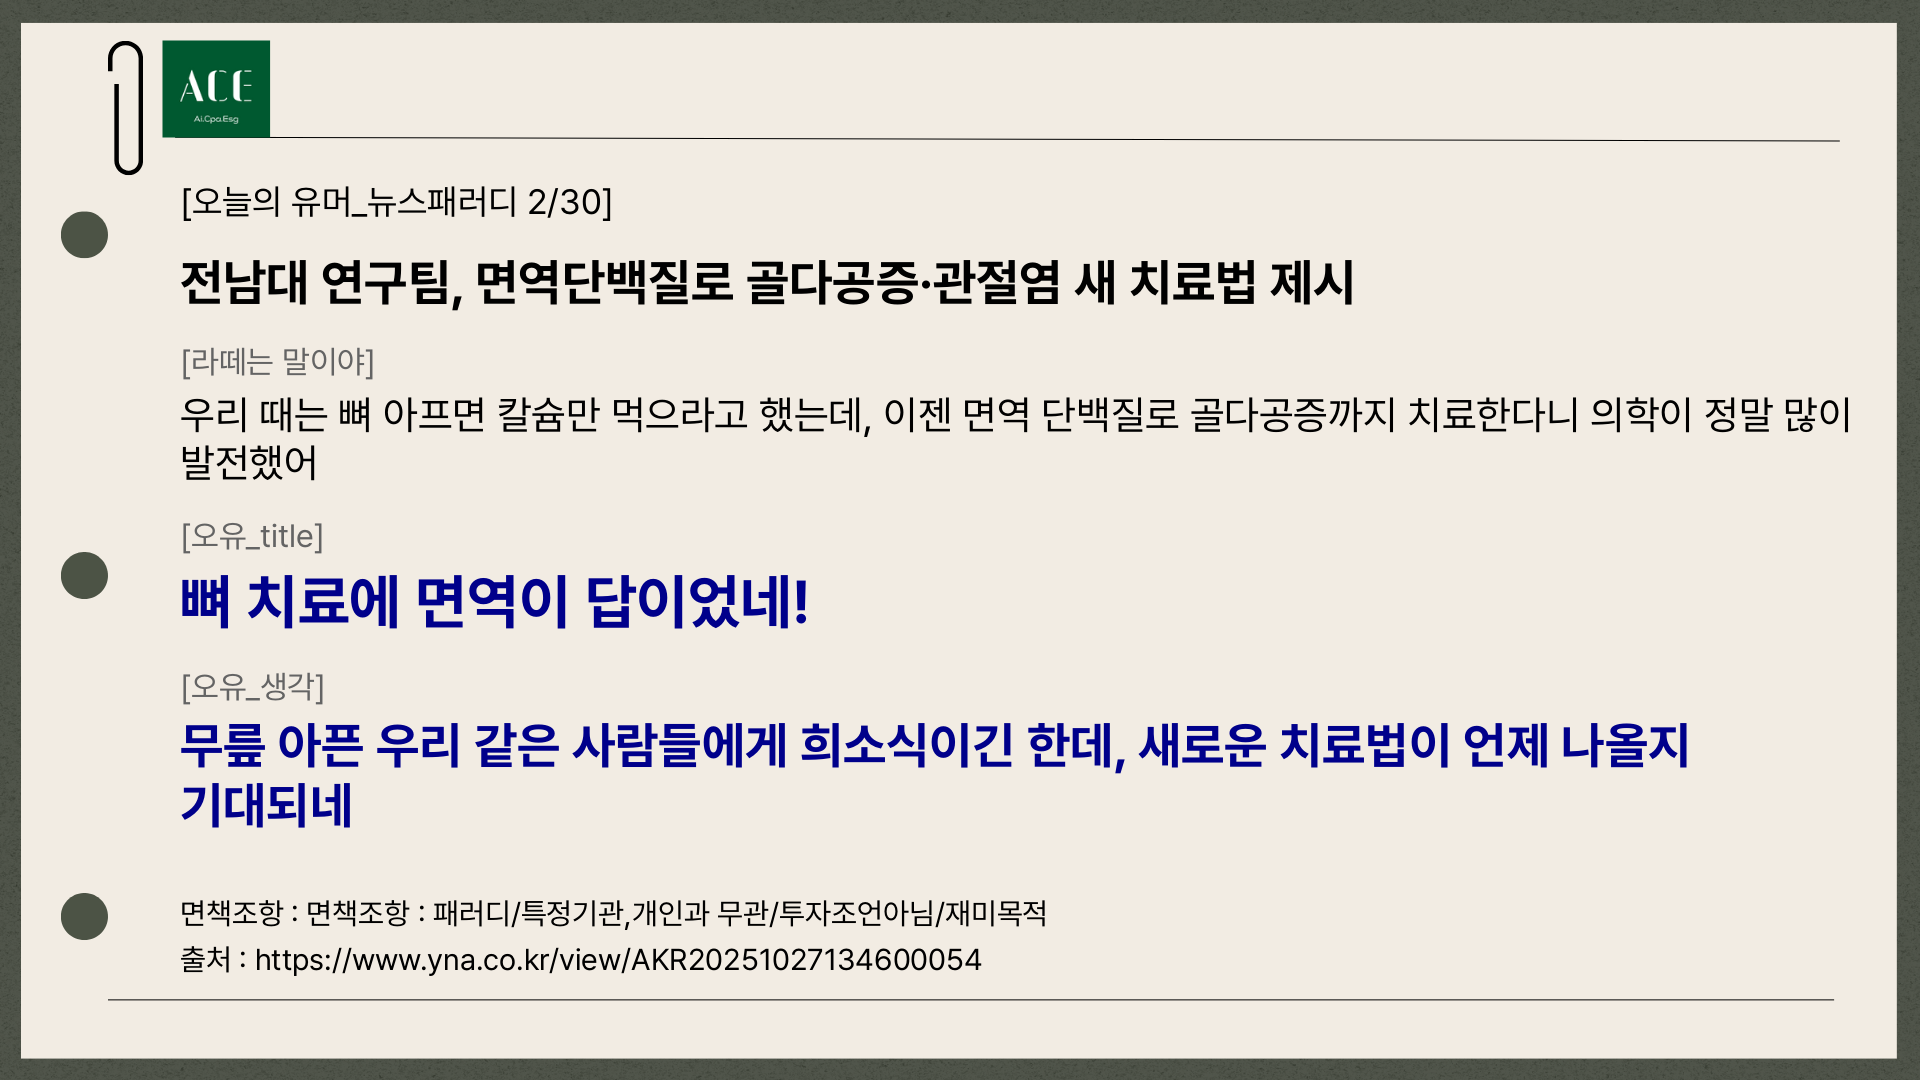 ACE
Ai.Cpa.Esg
[오늘의 유머_뉴스패러디 2/30]
전남대 연구팀, 면역단백질로 골다공증·관절염 새 치료법 제시
[라떼는 말이야]
우리 때는 뼈 아프면 칼슘만 먹으라고 했는데, 이젠 면역 단백질로 골다공증까지 치료한다니 의학이 정말 많이
발전했어
[오유_title]
뼈 치료에 면역이 답이었네!
[오유_생각]
무릎 아픈 우리 같은 사람들에게 희소식이긴 한데, 새로운 치료법이 언제 나올지
기대되네
면책조항 : 면책조항 : 패러디/특정기관,개인과 무관/투자조언아님/재미목적
출처 : https://www.yna.co.kr/view/AKR20251027134600054